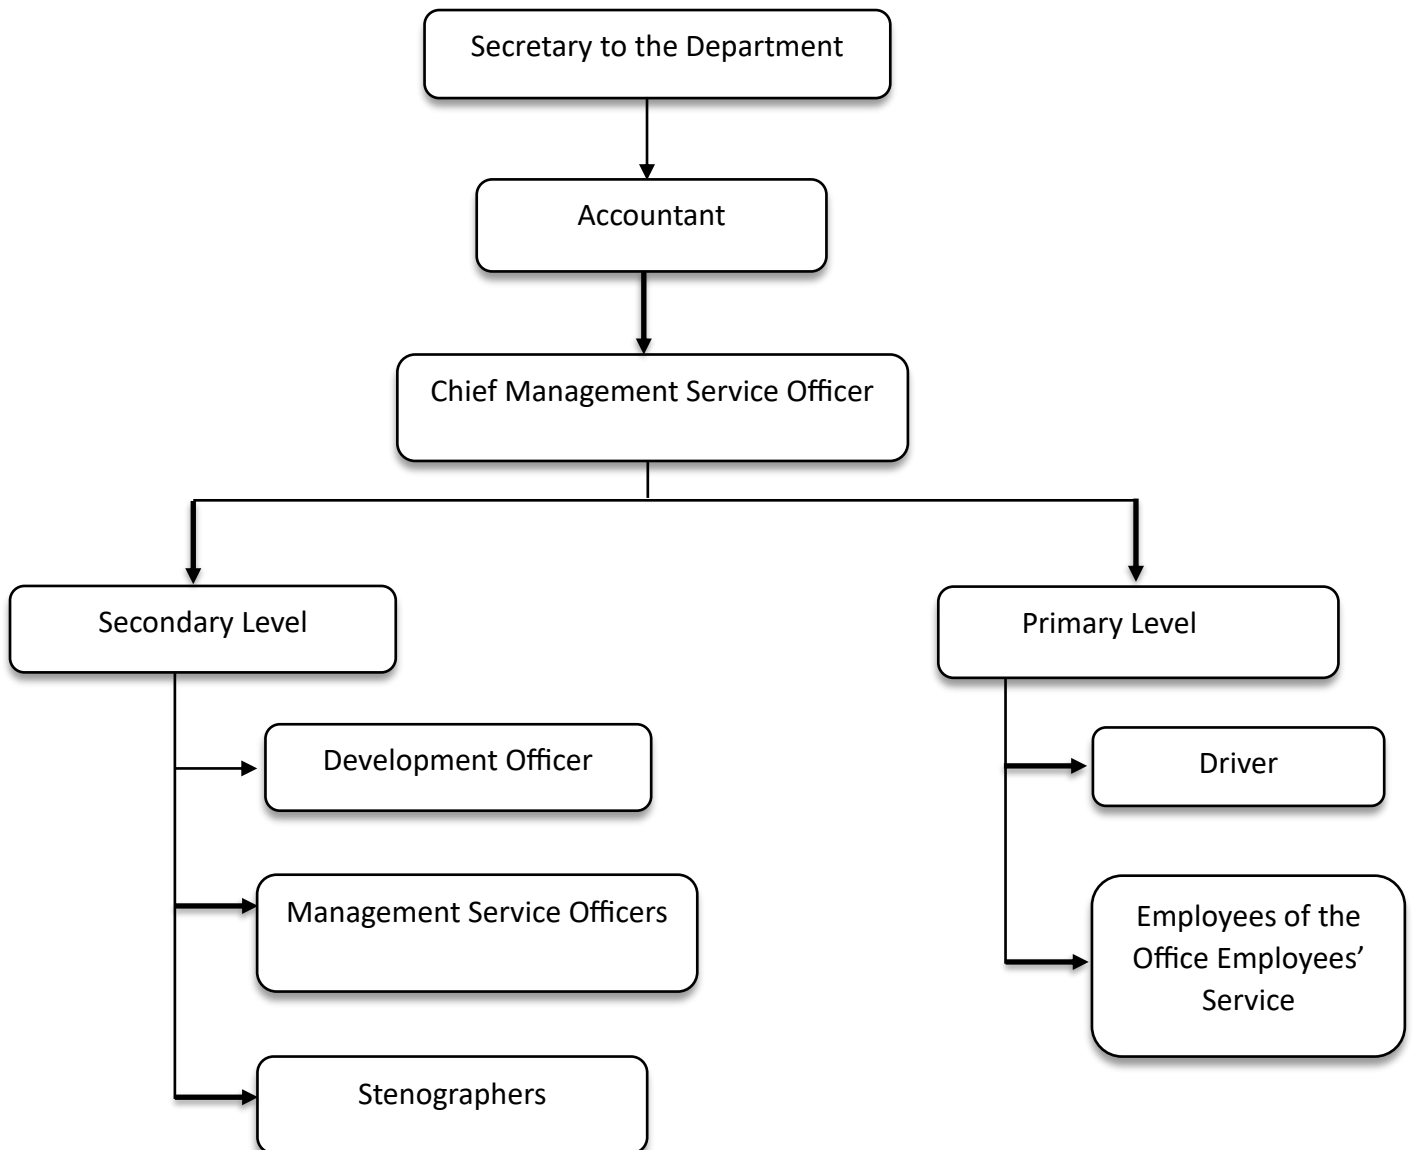 Secretary to the Department
Accountant
Chief Management Service Officer
Secondary Level
Primary Level
Development Officer
Driver
Management Service Officers
Employees of the
Office Employees’
Service
Stenographers